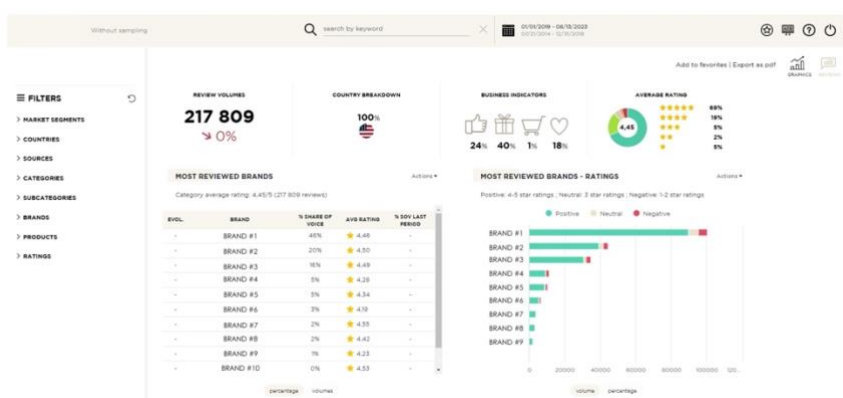 Without sampling
search by keyword
01/01/2019 - 06/13/2023
Add to favorites | Export as pdf
GRAPHICS
FILTERS
> MARKET SEGMENTS
> COUNTRIES
> SOURCES
> CATEGORIES
> SUBCATEGORIES
> BRANDS
> PRODUCTS
> RATINGS
REVIEW VOLUMES
217 809
0%
COUNTRY BREAKDOWN
100%
BUSINESS INDICATORS
24% 40% 1% 18%
AVERAGE RATING
4,45
69%
19%
5%
2%
5%
MOST REVIEWED BRANDS
Actions
Category average rating: 4.45/5 (217 809 reviews)
EVOL. BRAND % SHARE OF VOICE AVG RATING % SOV LAST PERIOD
- BRAND #1 46% 4,46 -
- BRAND #2 20% 4,50 -
- BRAND #3 16% 4,49 -
- BRAND #4 5% 4,28 -
- BRAND #5 5% 4,34 -
- BRAND #6 3% -
- BRAND #7 2% 4,55 -
- BRAND #8 2% 4,42 -
- BRAND #9 1% 4,23 -
- BRAND #10 0% 4,53 -
percentage volumes
MOST REVIEWED BRANDS - RATINGS
Actions
Positive: 4-5 star ratings ; Neutral: 3 star ratings ; Negative: 1-2 star ratings
Positive Neutral Negative
BRAND #1
BRAND #2
BRAND #3
BRAND #4
BRAND #5
BRAND #6
BRAND #7
BRAND #8
BRAND #9
0 20000 40000 60000 80000 100000 120...
volume percentage